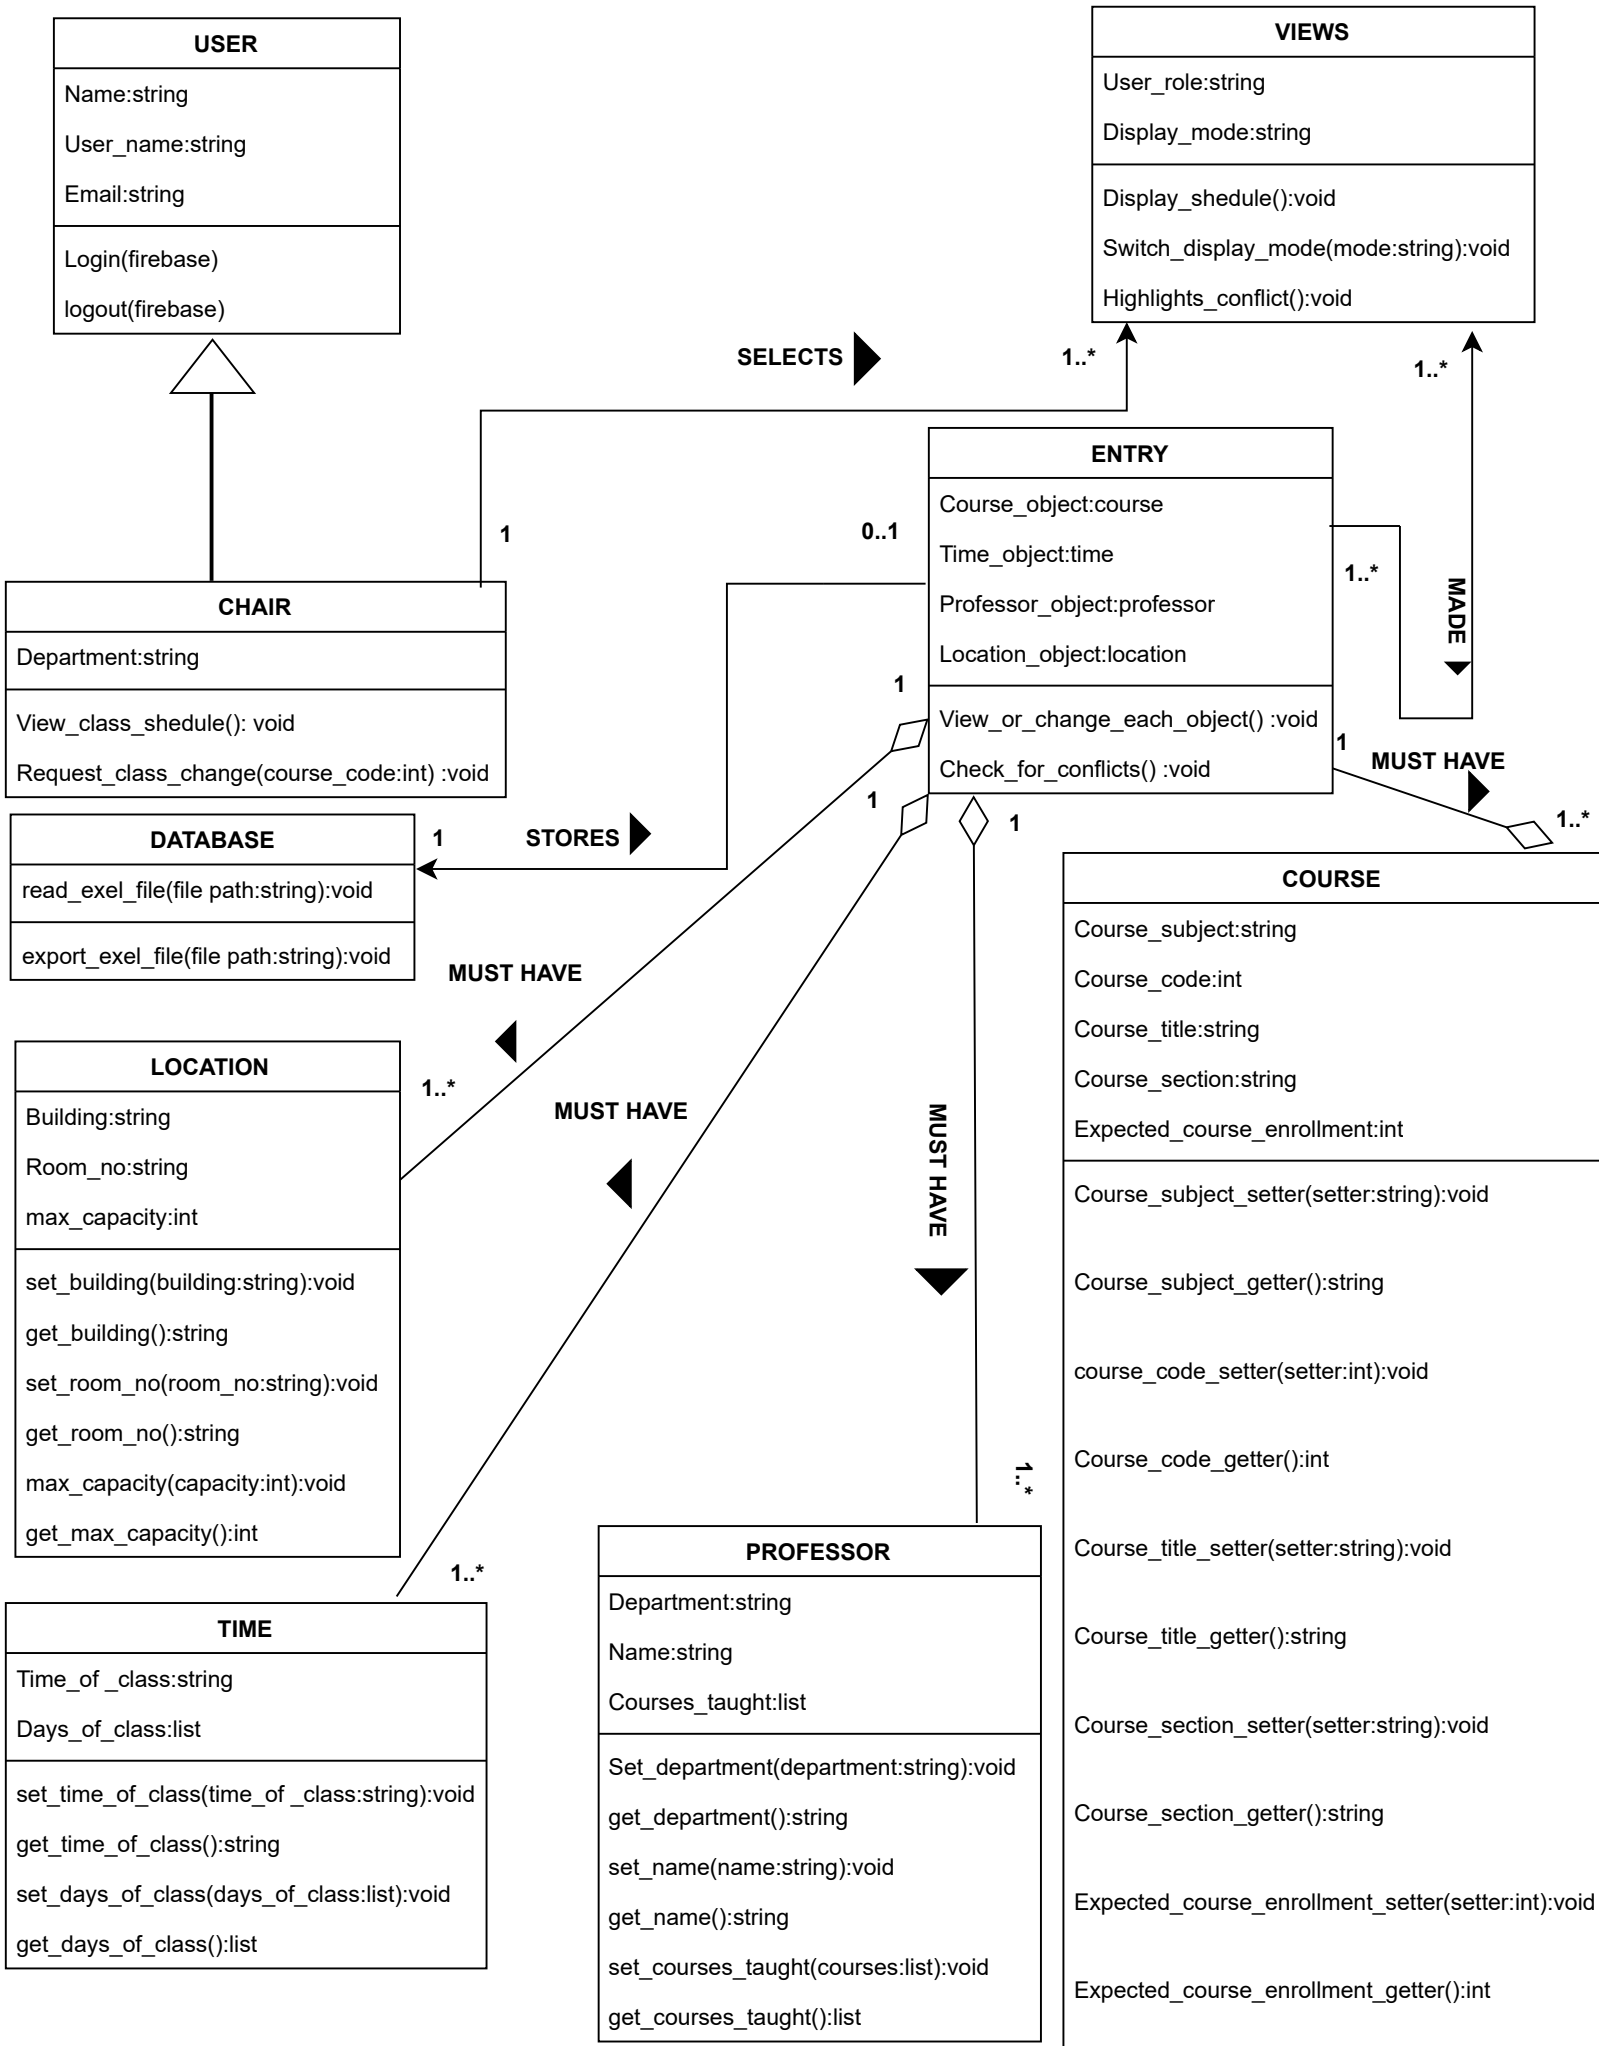 USER
Name:string
User_name:string
Email:string
Login(firebase)
logout(firebase)
VIEWS
User_role:string
Display_mode:string
Display_shedule():void
Switch_display_mode(mode:string):void
Highlights_conflict():void
SELECTS
1..*
1..*
1
0..1
ENTRY
Course_object:course
Time_object:time
Professor_object:professor
Location_object:location
View_or_change_each_object() :void
Check_for_conflicts() :void
1..*
MADE
CHAIR
Department:string
View_class_shedule(): void
Request_class_change(course_code:int) :void
1
1
MUST HAVE
1..*
1
1
DATABASE
read_exel_file(file path:string):void
export_exel_file(file path:string):void
1
STORES
MUST HAVE
1..*
LOCATION
Building:string
Room_no:string
max_capacity:int
set_building(building:string):void
get_building():string
set_room_no(room_no:string):void
get_room_no():string
max_capacity(capacity:int):void
get_max_capacity():int
MUST HAVE
1..*
MUST HAVE
1..*
TIME
Time_of _class:string
Days_of_class:list
set_time_of_class(time_of _class:string):void
get_time_of_class():string
set_days_of_class(days_of_class:list):void
get_days_of_class():list
PROFESSOR
Department:string
Name:string
Courses_taught:list
Set_department(department:string):void
get_department():string
set_name(name:string):void
get_name():string
set_courses_taught(courses:list):void
get_courses_taught():list
COURSE
Course_subject:string
Course_code:int
Course_title:string
Course_section:string
Expected_course_enrollment:int
Course_subject_setter(setter:string):void
Course_subject_getter():string
course_code_setter(setter:int):void
Course_code_getter():int
Course_title_setter(setter:string):void
Course_title_getter():string
Course_section_setter(setter:string):void
Course_section_getter():string
Expected_course_enrollment_setter(setter:int):void
Expected_course_enrollment_getter():int